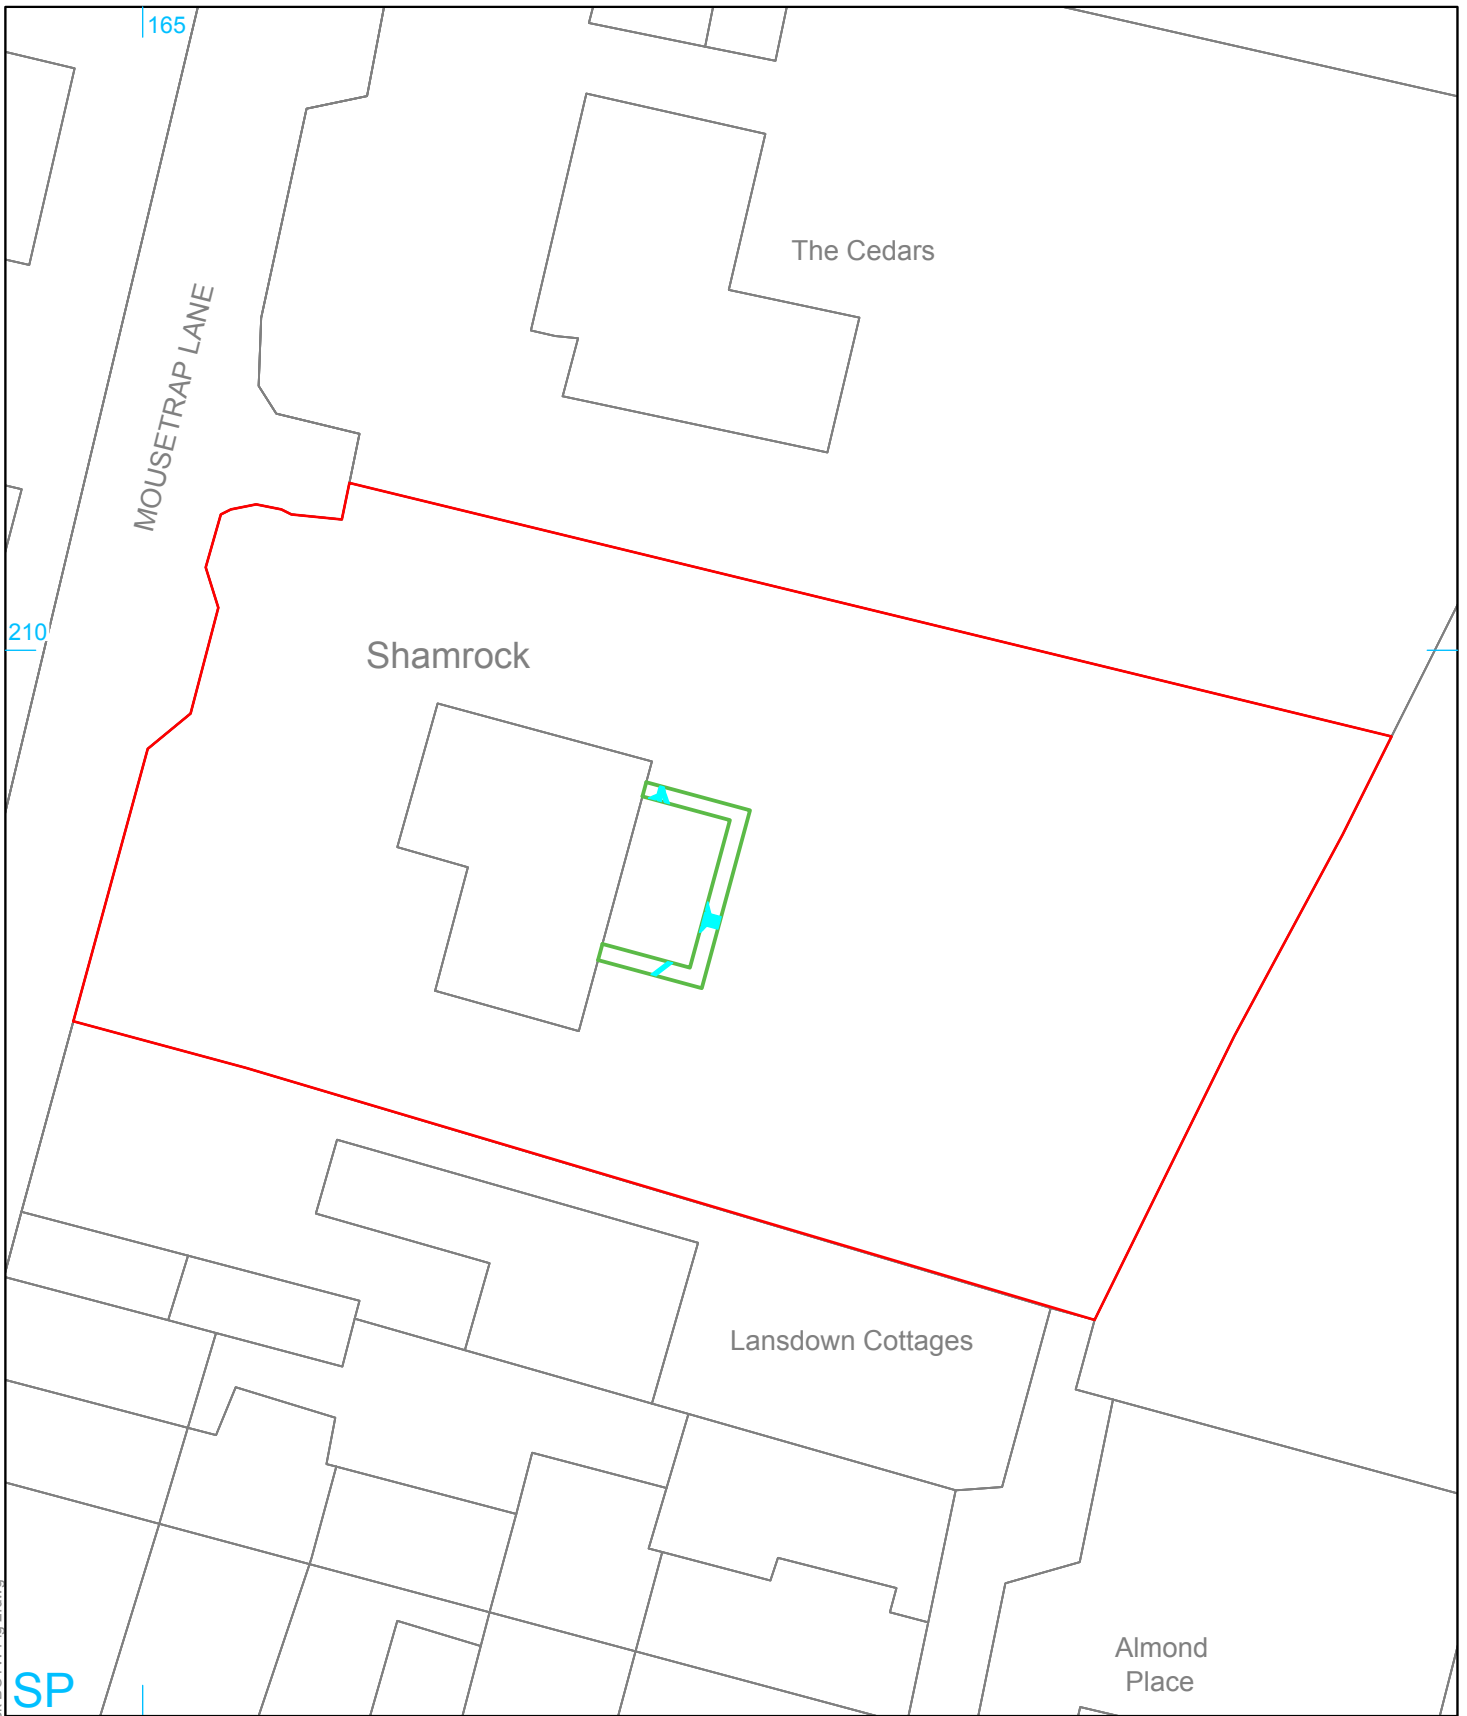 165
The Cedars
MOUSETRAP LANE
210
Shamrock
Lansdown Cottages
Almond
Place
SP